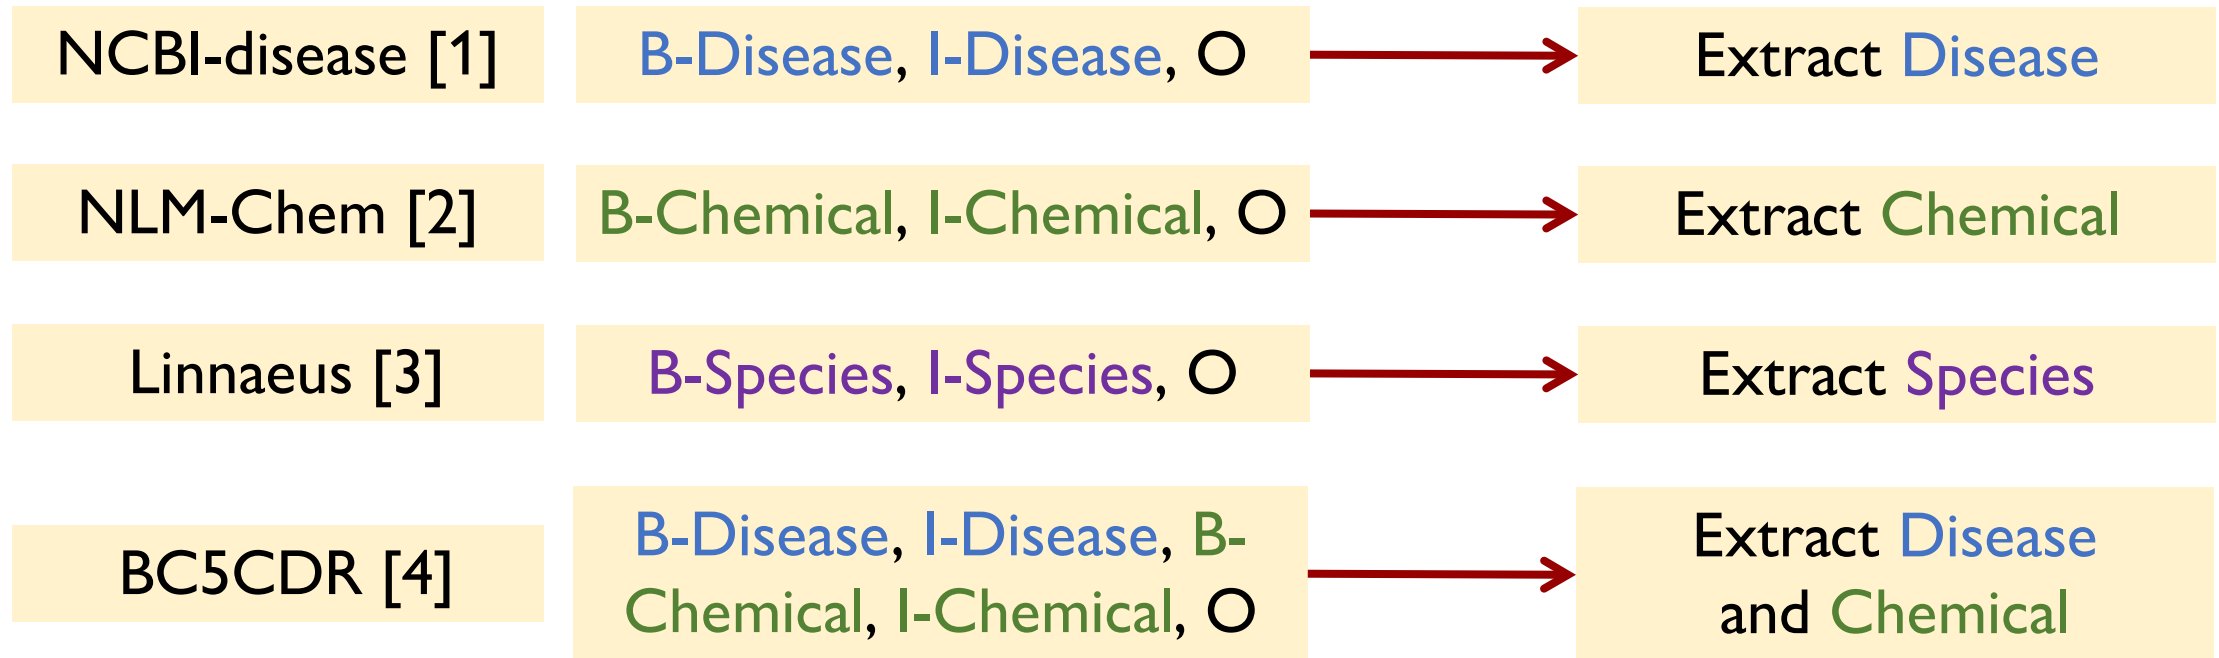 NCBI-disease [1]
B-Disease, I-Disease, O
Extract Disease
NLM-Chem [2]
B-Chemical, I-Chemical, O
Extract Chemical
Linnaeus [3]
B-Species, I-Species, O
Extract Species
BC5CDR [4]
B-Disease, I-Disease, B-
Chemical, I-Chemical, O
Extract Disease
and Chemical